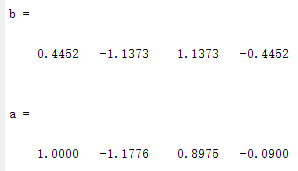 b =
0.4452 -1.1373 1.1373 -0.4452
a =
1.0000 -1.1776 0.8975 -0.0900